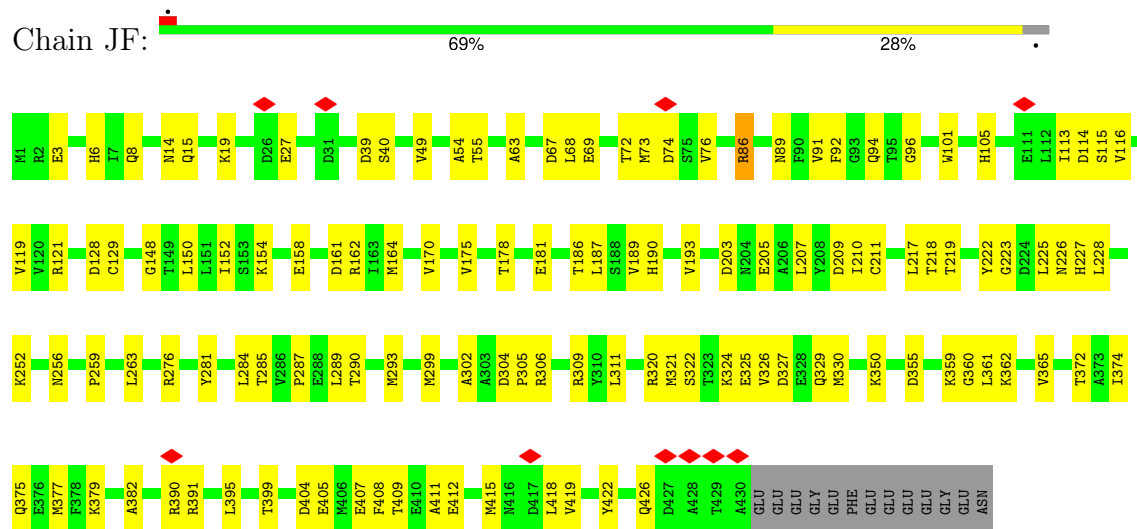 Chain JF:
69% 28%
M1 R2 E3 H6 I7 Q8 N14 Q15 K19 D26 E27 D31 D39 S40 V49 A54 T55 A63 D67 L68 E69 T72 M73 D74 S75 V76 R86 N89 F90 V91 F92 G93 Q94 T95 G96 W101 H105 E111 L112 I113 D114 S115 V116
V119 V120 R121 D128 C129 G148 T149 L150 L151 I152 S153 K154 E158 D161 R162 I163 M164 V170 V175 T178 E181 T186 L187 S188 V189 H190 V193 D203 N204 E205 A206 L207 Y208 D209 I210 C211 L217 T218 T219 Y222 G223 D224 L225 N226 H227 L228
K252 N256 P259 L263 R276 Y281 L284 T285 V286 P287 E288 L289 T290 M293 M299 A302 A303 D304 P305 R306 R309 Y310 L311 R320 M321 S322 T323 K324 E325 V326 D327 E328 Q329 M330 K350 D355 K359 G360 L361 K362 V365 T372 A373 I374
Q375 E376 M377 F378 K379 A382 R390 R391 L395 T399 D404 E405 M406 E407 F408 T409 E410 A411 E412 M415 N416 D417 L418 V419 Y422 Q426 D427 A428 T429 A430 GLU GLU GLU GLY GLU PHE GLU GLU GLU GLU GLY GLU ASN